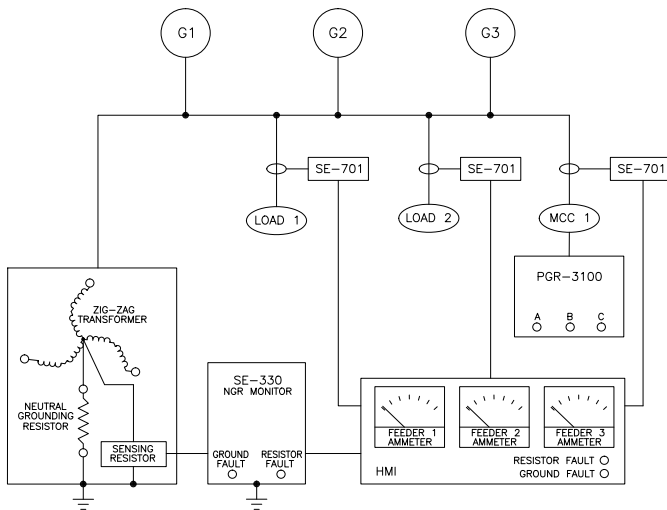 G1
G2
G3
SE-701
SE-701
SE-701
LOAD 1
LOAD 2
MCC 1
PGR-3100
A B C
ZIG-ZAG
TRANSFORMER
NEUTRAL
GROUNDING
RESISTOR
SENSING
RESISTOR
SE-330
NGR MONITOR
GROUND
FAULT
RESISTOR
FAULT
FEEDER 1
AMMETER
FEEDER 2
AMMETER
FEEDER 3
AMMETER
HMI
RESISTOR FAULT
GROUND FAULT